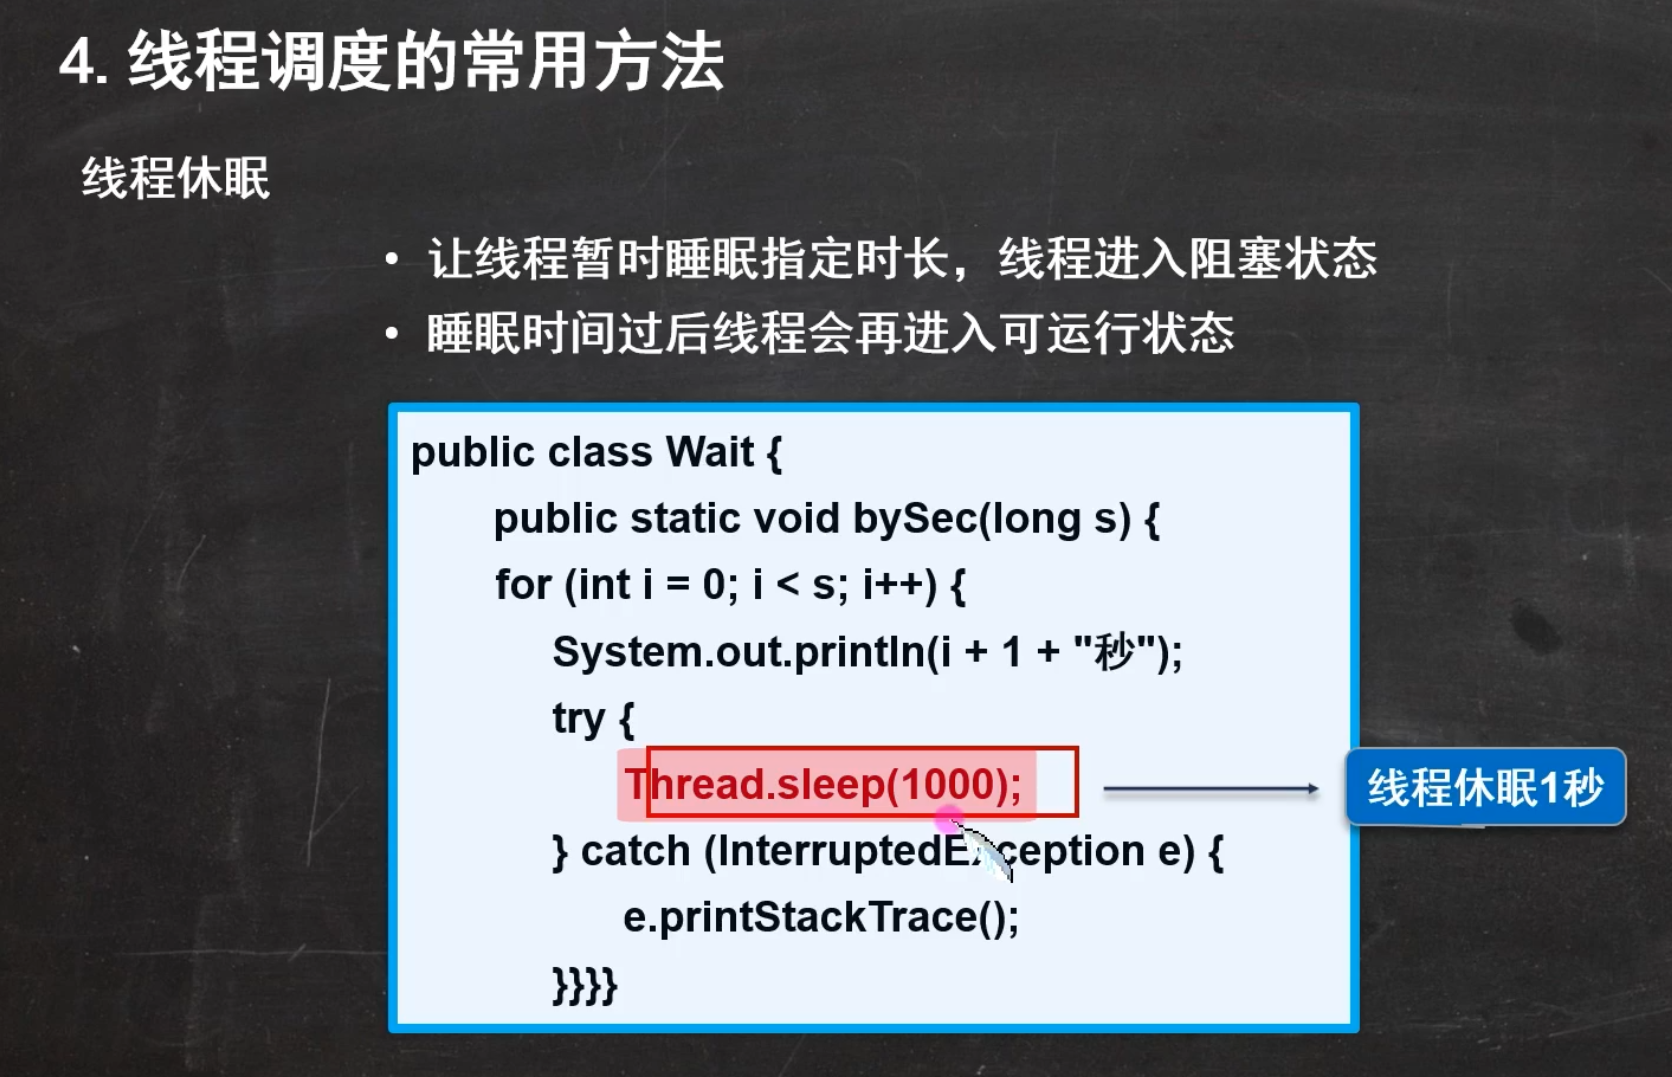 4. 线程调度的常用方法
线程休眠
• 让线程暂时睡眠指定时长，线程进入阻塞状态
• 睡眠时间过后线程会再进入可运行状态
public class Wait {
public static void bySec(long s) {
for (int i = 0; i < s; i++) {
System.out.println(i + 1 + "秒");
try {
Thread.sleep(1000);
线程休眠1秒
} catch (InterruptedException e) {
e.printStackTrace();
}}}}